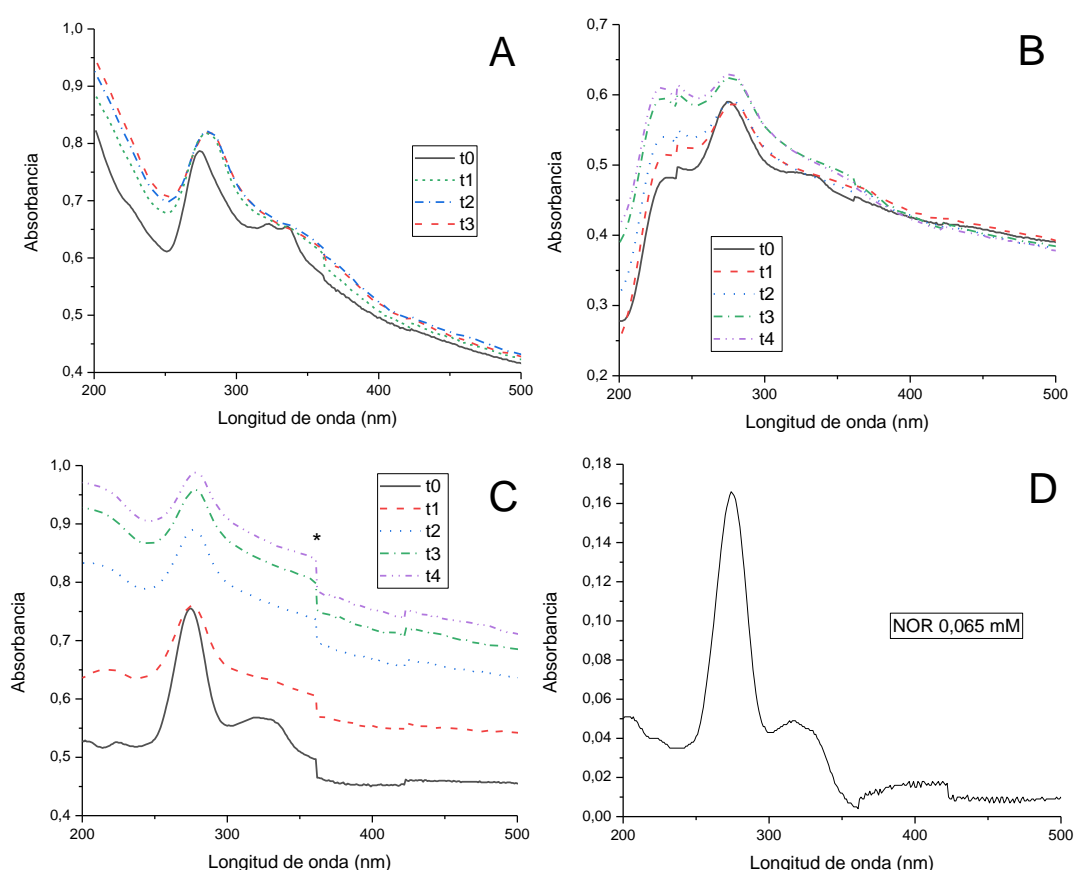 A
1,0
0,9
0,8
0,7
0,6
0,5
0,4
Absorbancia
t0
t1
t2
t3
200
300
400
500
Longitud de onda (nm)
B
0,7
0,6
0,5
0,4
0,3
0,2
Absorbancia
t0
t1
t2
t3
t4
200
300
400
500
Longitud de onda (nm)
C
1,0
0,9
0,8
0,7
0,6
0,5
0,4
Absorbancia
t0
t1
t2
t3
t4
*
200
300
400
500
Longitud de onda (nm)
D
0,18
0,16
0,14
0,12
0,10
0,08
0,06
0,04
0,02
0,00
Absorbancia
NOR 0,065 mM
200
300
400
500
Longitud de onda (nm)